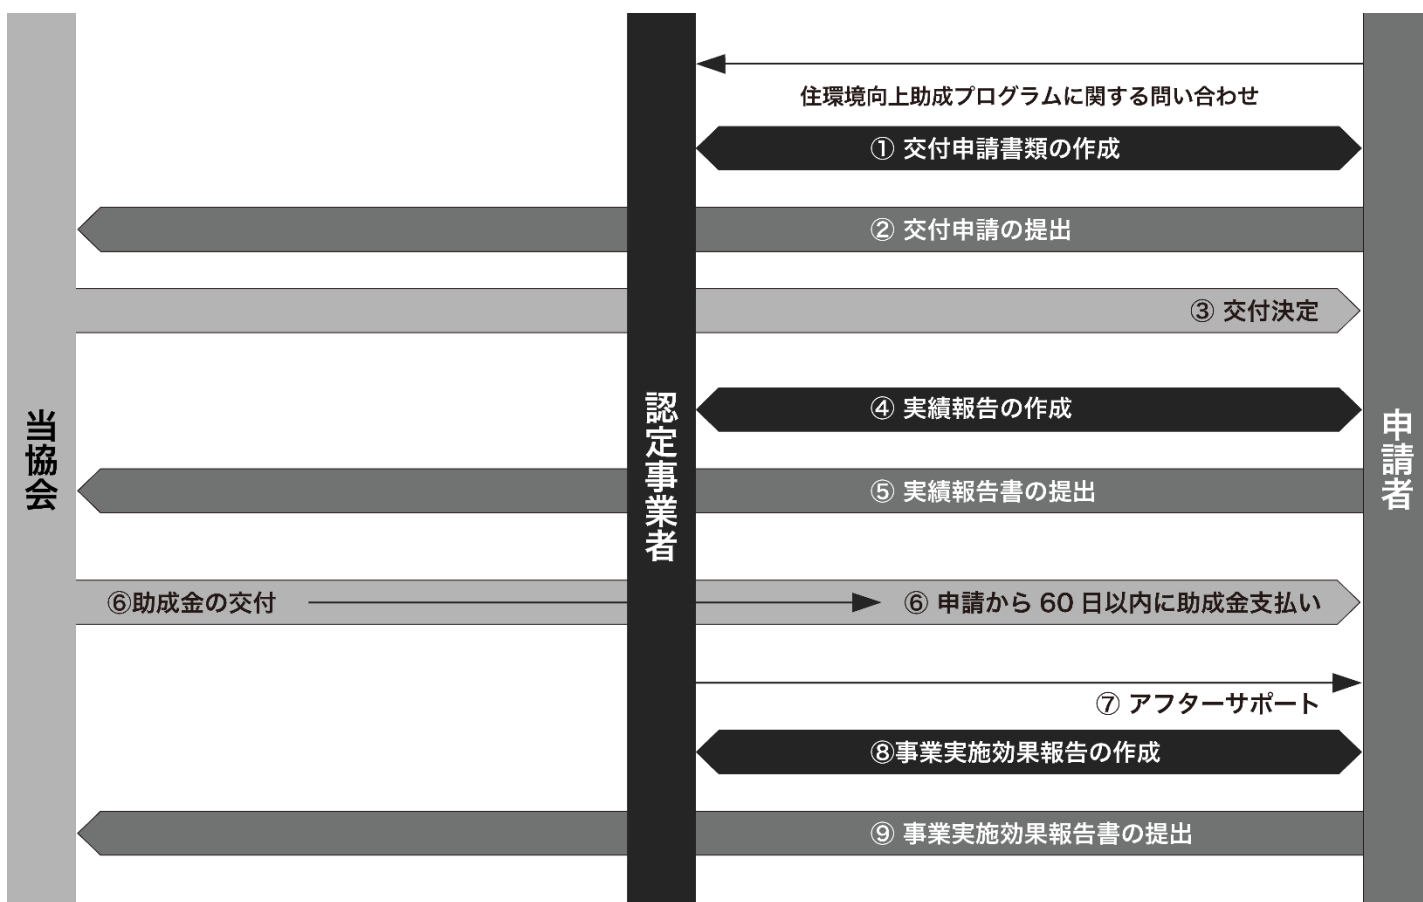 住環境向上助成プログラムに関する問い合わせ
① 交付申請書類の作成
② 交付申請の提出
③ 交付決定
④ 実績報告の作成
⑤ 実績報告書の提出
⑥助成金の交付
⑥ 申請から 60 日以内に助成金支払い
⑦ アフターサポート
⑧事業実施効果報告の作成
⑨ 事業実施効果報告書の提出
当協会
認定事業者
申請者